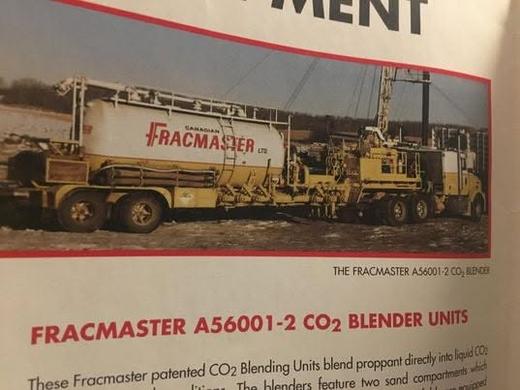 MENT
CANADIAN
FRACMASTER LTD.
THE FRACMASTER A56001-2 CO2 BLENDER
FRACMASTER A56001-2 CO2 BLENDER UNITS
These Fracmaster patented CO2 Blending Units blend proppant directly into liquid CO2
The blenders feature two sand compartments which